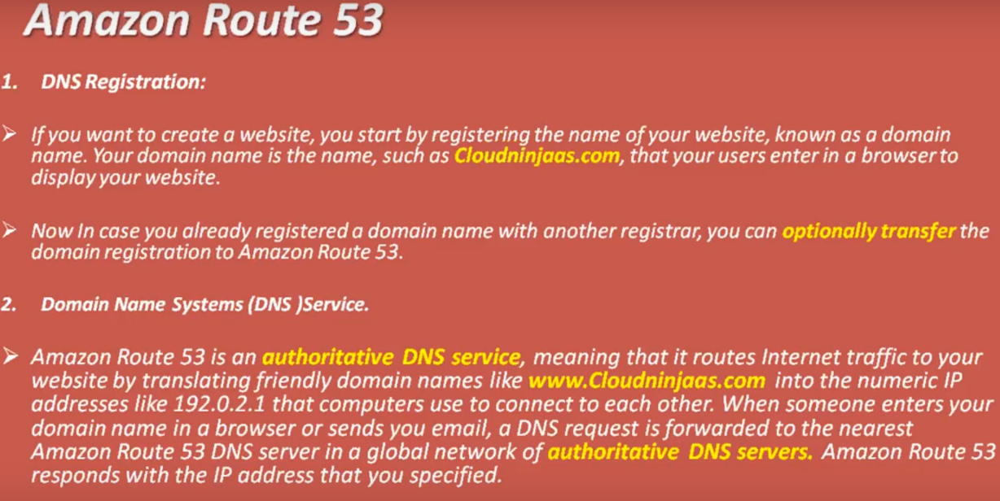 Amazon Route 53
1. DNS Registration:
➢ If you want to create a website, you start by registering the name of your website, known as a domain
name. Your domain name is the name, such as Cloudninjaas.com, that your users enter in a browser to
display your website.
➢ Now In case you already registered a domain name with another registrar, you can optionally transfer the
domain registration to Amazon Route 53.
2. Domain Name Systems (DNS )Service.
➢ Amazon Route 53 is an authoritative DNS service, meaning that it routes Internet traffic to your
website by translating friendly domain names like www.Cloudninjaas.com into the numeric IP
addresses like 192.0.2.1 that computers use to connect to each other. When someone enters your
domain name in a browser or sends you email, a DNS request is forwarded to the nearest
Amazon Route 53 DNS server in a global network of authoritative DNS servers. Amazon Route 53
responds with the IP address that you specified.